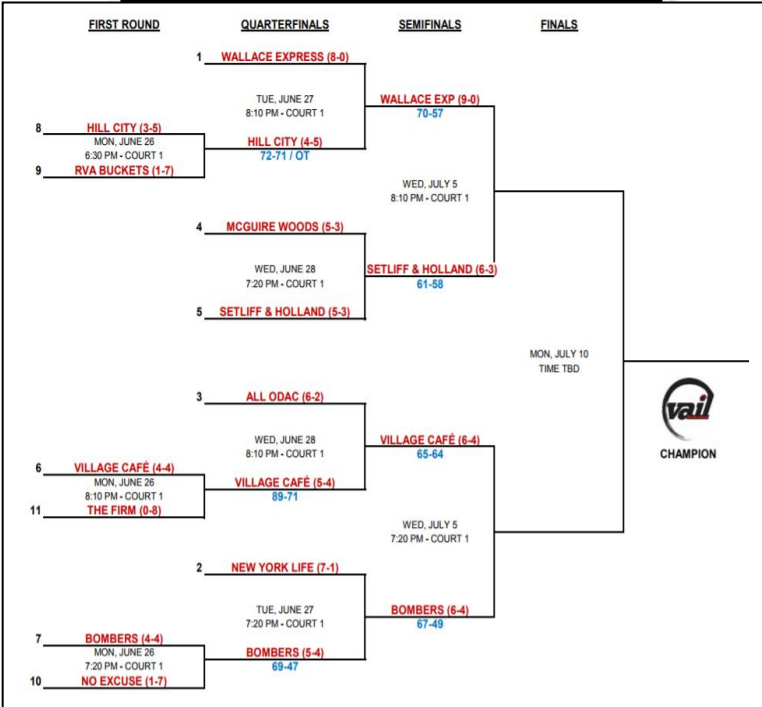 FIRST ROUND QUARTERFINALS SEMIFINALS FINALS
1 WALLACE EXPRESS (8-0)
TUE, JUNE 27
8:10 PM - COURT 1
WALLACE EXP (9-0)
70-57
8 HILL CITY (3-5)
MON, JUNE 26
6:30 PM - COURT 1
9 RVA BUCKETS (1-7)
HILL CITY (4-5)
72-71 / OT
WED, JULY 5
8:10 PM - COURT 1
4 MCGUIRE WOODS (5-3)
WED, JUNE 28
7:20 PM - COURT 1
SETLIFF & HOLLAND (6-3)
61-58
5 SETLIFF & HOLLAND (5-3)
MON, JULY 10
TIME TBD
vail
CHAMPION
3 ALL ODAC (6-2)
WED, JUNE 28
8:10 PM - COURT 1
VILLAGE CAFÉ (6-4)
65-64
6 VILLAGE CAFÉ (4-4)
MON, JUNE 26
8:10 PM - COURT 1
11 THE FIRM (0-8)
VILLAGE CAFÉ (5-4)
89-71
WED, JULY 5
7:20 PM - COURT 1
2 NEW YORK LIFE (7-1)
TUE, JUNE 27
7:20 PM - COURT 1
BOMBERS (6-4)
67-49
7 BOMBERS (4-4)
MON, JUNE 26
7:20 PM - COURT 1
10 NO EXCUSE (1-7)
BOMBERS (5-4)
69-47